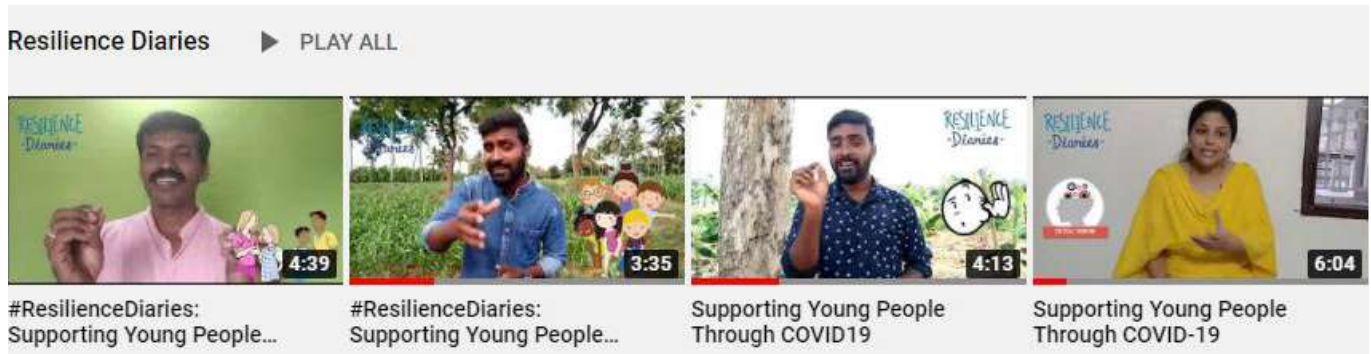 Resilience Diaries
PLAY ALL
RESILIENCE
-Diaries-
4:39
RESILIENCE
Diaries
3:35
RESILIENCE
-Diaries-
4:13
RESILIENCE
-Diaries-
6:04
#ResilienceDiaries:
Supporting Young People...
#ResilienceDiaries:
Supporting Young People...
Supporting Young People
Through COVID19
Supporting Young People
Through COVID-19